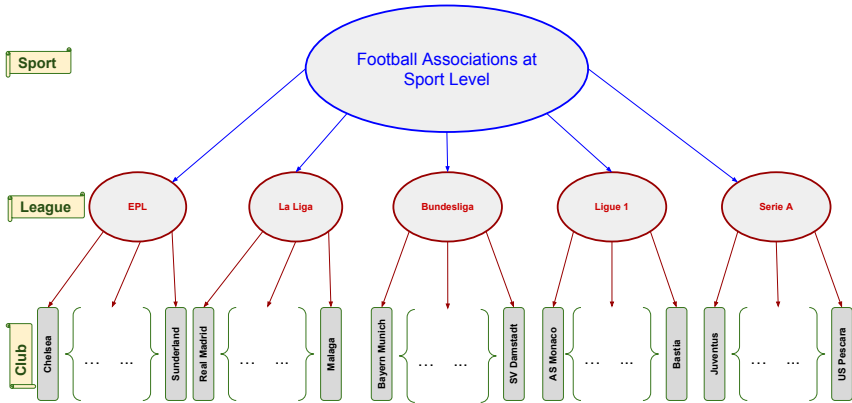 Sport
Football Associations at
Sport Level
League
EPL
La Liga
Bundesliga
Ligue 1
Serie A
Club
Chelsea
... ...
Sunderland
Real Madrid
... ...
Malaga
Bayern Munich
... ...
SV Damstadt
AS Monaco
... ...
Bastia
Juventus
... ...
US Pescara